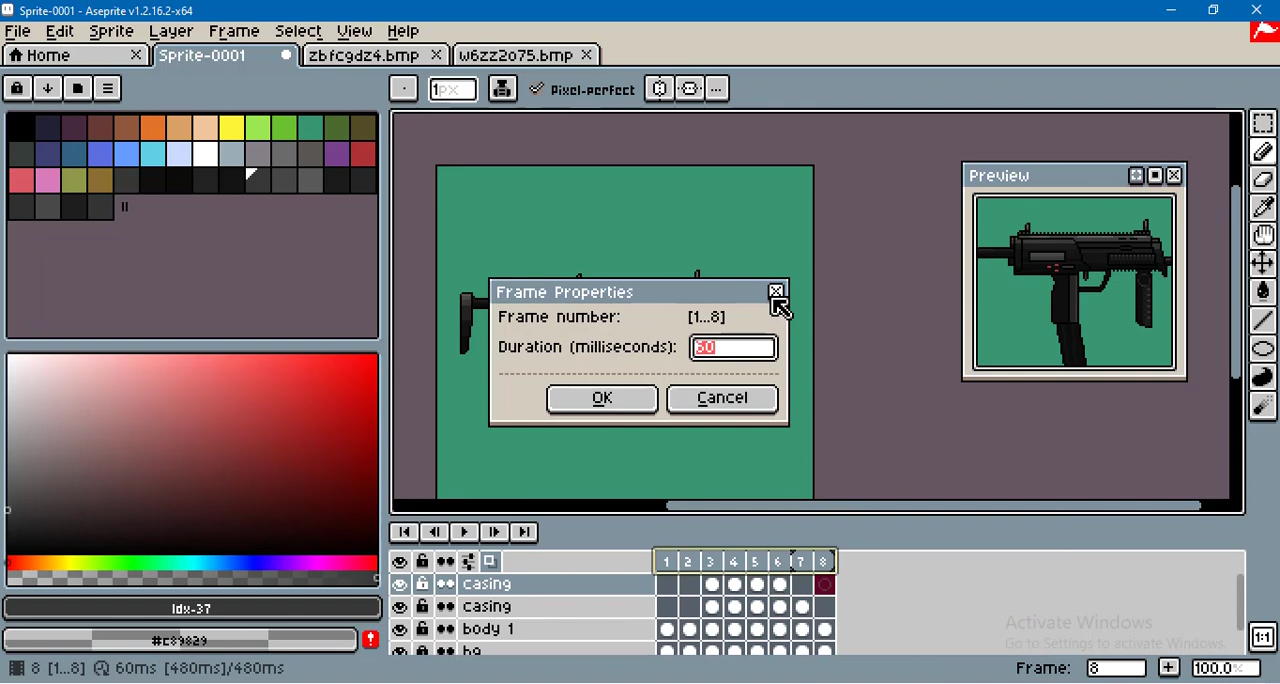 Sprite-0001 - Aseprite v1.2.16.2-x64
File Edit Sprite Layer Frame Select View Help
Home Sprite-0001 zbfcgdz4.bmp w6zz2o75.bmp
1px Pixel-perfect ...
Preview
Frame Properties
Frame number: [1...8]
Duration (milliseconds): 60
OK Cancel
1 2 3 4 5 6 7 8
casing
casing
body 1
bg
Idx-37
#c89829
Activate Windows
Go to Settings to activate Windows.
1:1
8 [1...8] 60ms [480ms]/480ms Frame: 8 + 100.0%